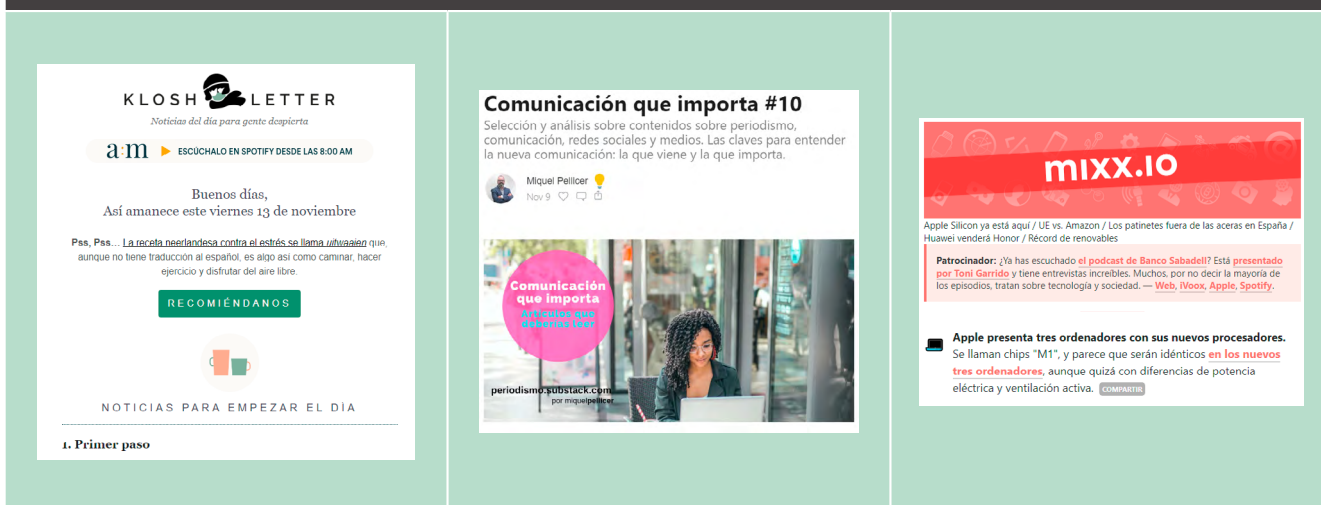 KLOSH LETTER
Noticias del día para gente despierta
a:m ESCÚCHALO EN SPOTIFY DESDE LAS 8:00 AM
Buenos días,
Así amanece este viernes 13 de noviembre
Pss, Pss... La receta neerlandesa contra el estrés se llama uitwaaien que,
aunque no tiene traducción al español, es algo así como caminar, hacer
ejercicio y disfrutar del aire libre.
RECOMIÉNDANOS
NOTICIAS PARA EMPEZAR EL DÌA
1. Primer paso
Comunicación que importa #10
Selección y análisis sobre contenidos sobre periodismo,
comunicación, redes sociales y medios. Las claves para entender
la nueva comunicación: la que viene y la que importa.
Miquel Pellicer
Nov 9
Comunicación
que importa
Artículos que
deberías leer
periodismo.substack.com
por miquelpellicer
mixx.io
Apple Silicon ya está aquí / UE vs. Amazon / Los patinetes fuera de las aceras en España /
Huawei venderá Honor / Récord de renovables
Patrocinador: ¿Ya has escuchado el podcast de Banco Sabadell? Está presentado
por Toni Garrido y tiene entrevistas increíbles. Muchos, por no decir la mayoría de
los episodios, tratan sobre tecnología y sociedad. — Web, iVoox, Apple, Spotify.
Apple presenta tres ordenadores con sus nuevos procesadores.
Se llaman chips "M1", y parece que serán idénticos en los nuevos
tres ordenadores, aunque quizá con diferencias de potencia
eléctrica y ventilación activa. COMPARTIR